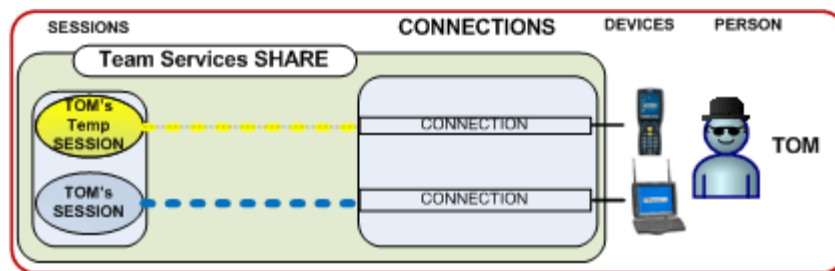 SESSIONS
CONNECTIONS
DEVICES
PERSON
Team Services SHARE
TOM's
Temp
SESSION
CONNECTION
TOM
TOM's
SESSION
CONNECTION